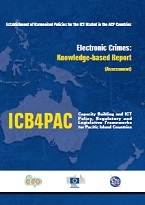 Establishment of Harmonized Policies for the ICT Market in the ACP Countries
Electronic Crimes:
Knowledge-based Report
(Assessment)
ICB4PAC
Capacity Building and ICT
Policy, Regulatory and
Legislative Frameworks
for Pacific Island Countries